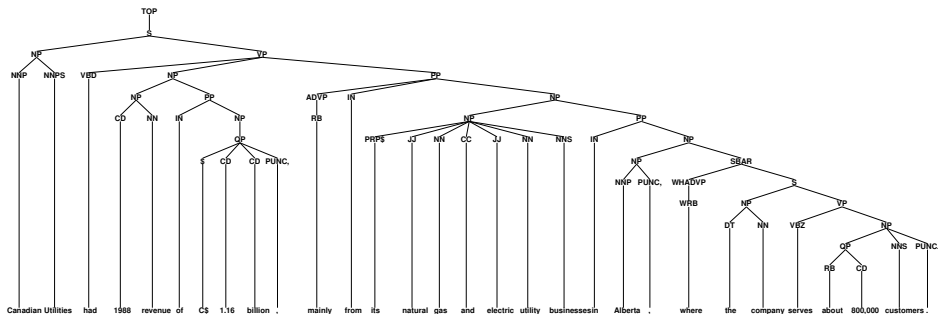 TOP
S
NP VP
NNP NNPS VBD NP PP
NP PP ADVP IN NP
CD NN IN NP RB NP PP
QP PRP$ JJ NN CC JJ NN NNS IN NP
$ CD CD PUNC, NP SBAR
NNP PUNC, WHADVP S
WRB NP VP
DT NN VBZ NP
QP NNS PUNC.
RB CD
Canadian Utilities had 1988 revenue of C$ 1.16 billion , mainly from its natural gas and electric utility businesses in Alberta , where the company serves about 800,000 customers .